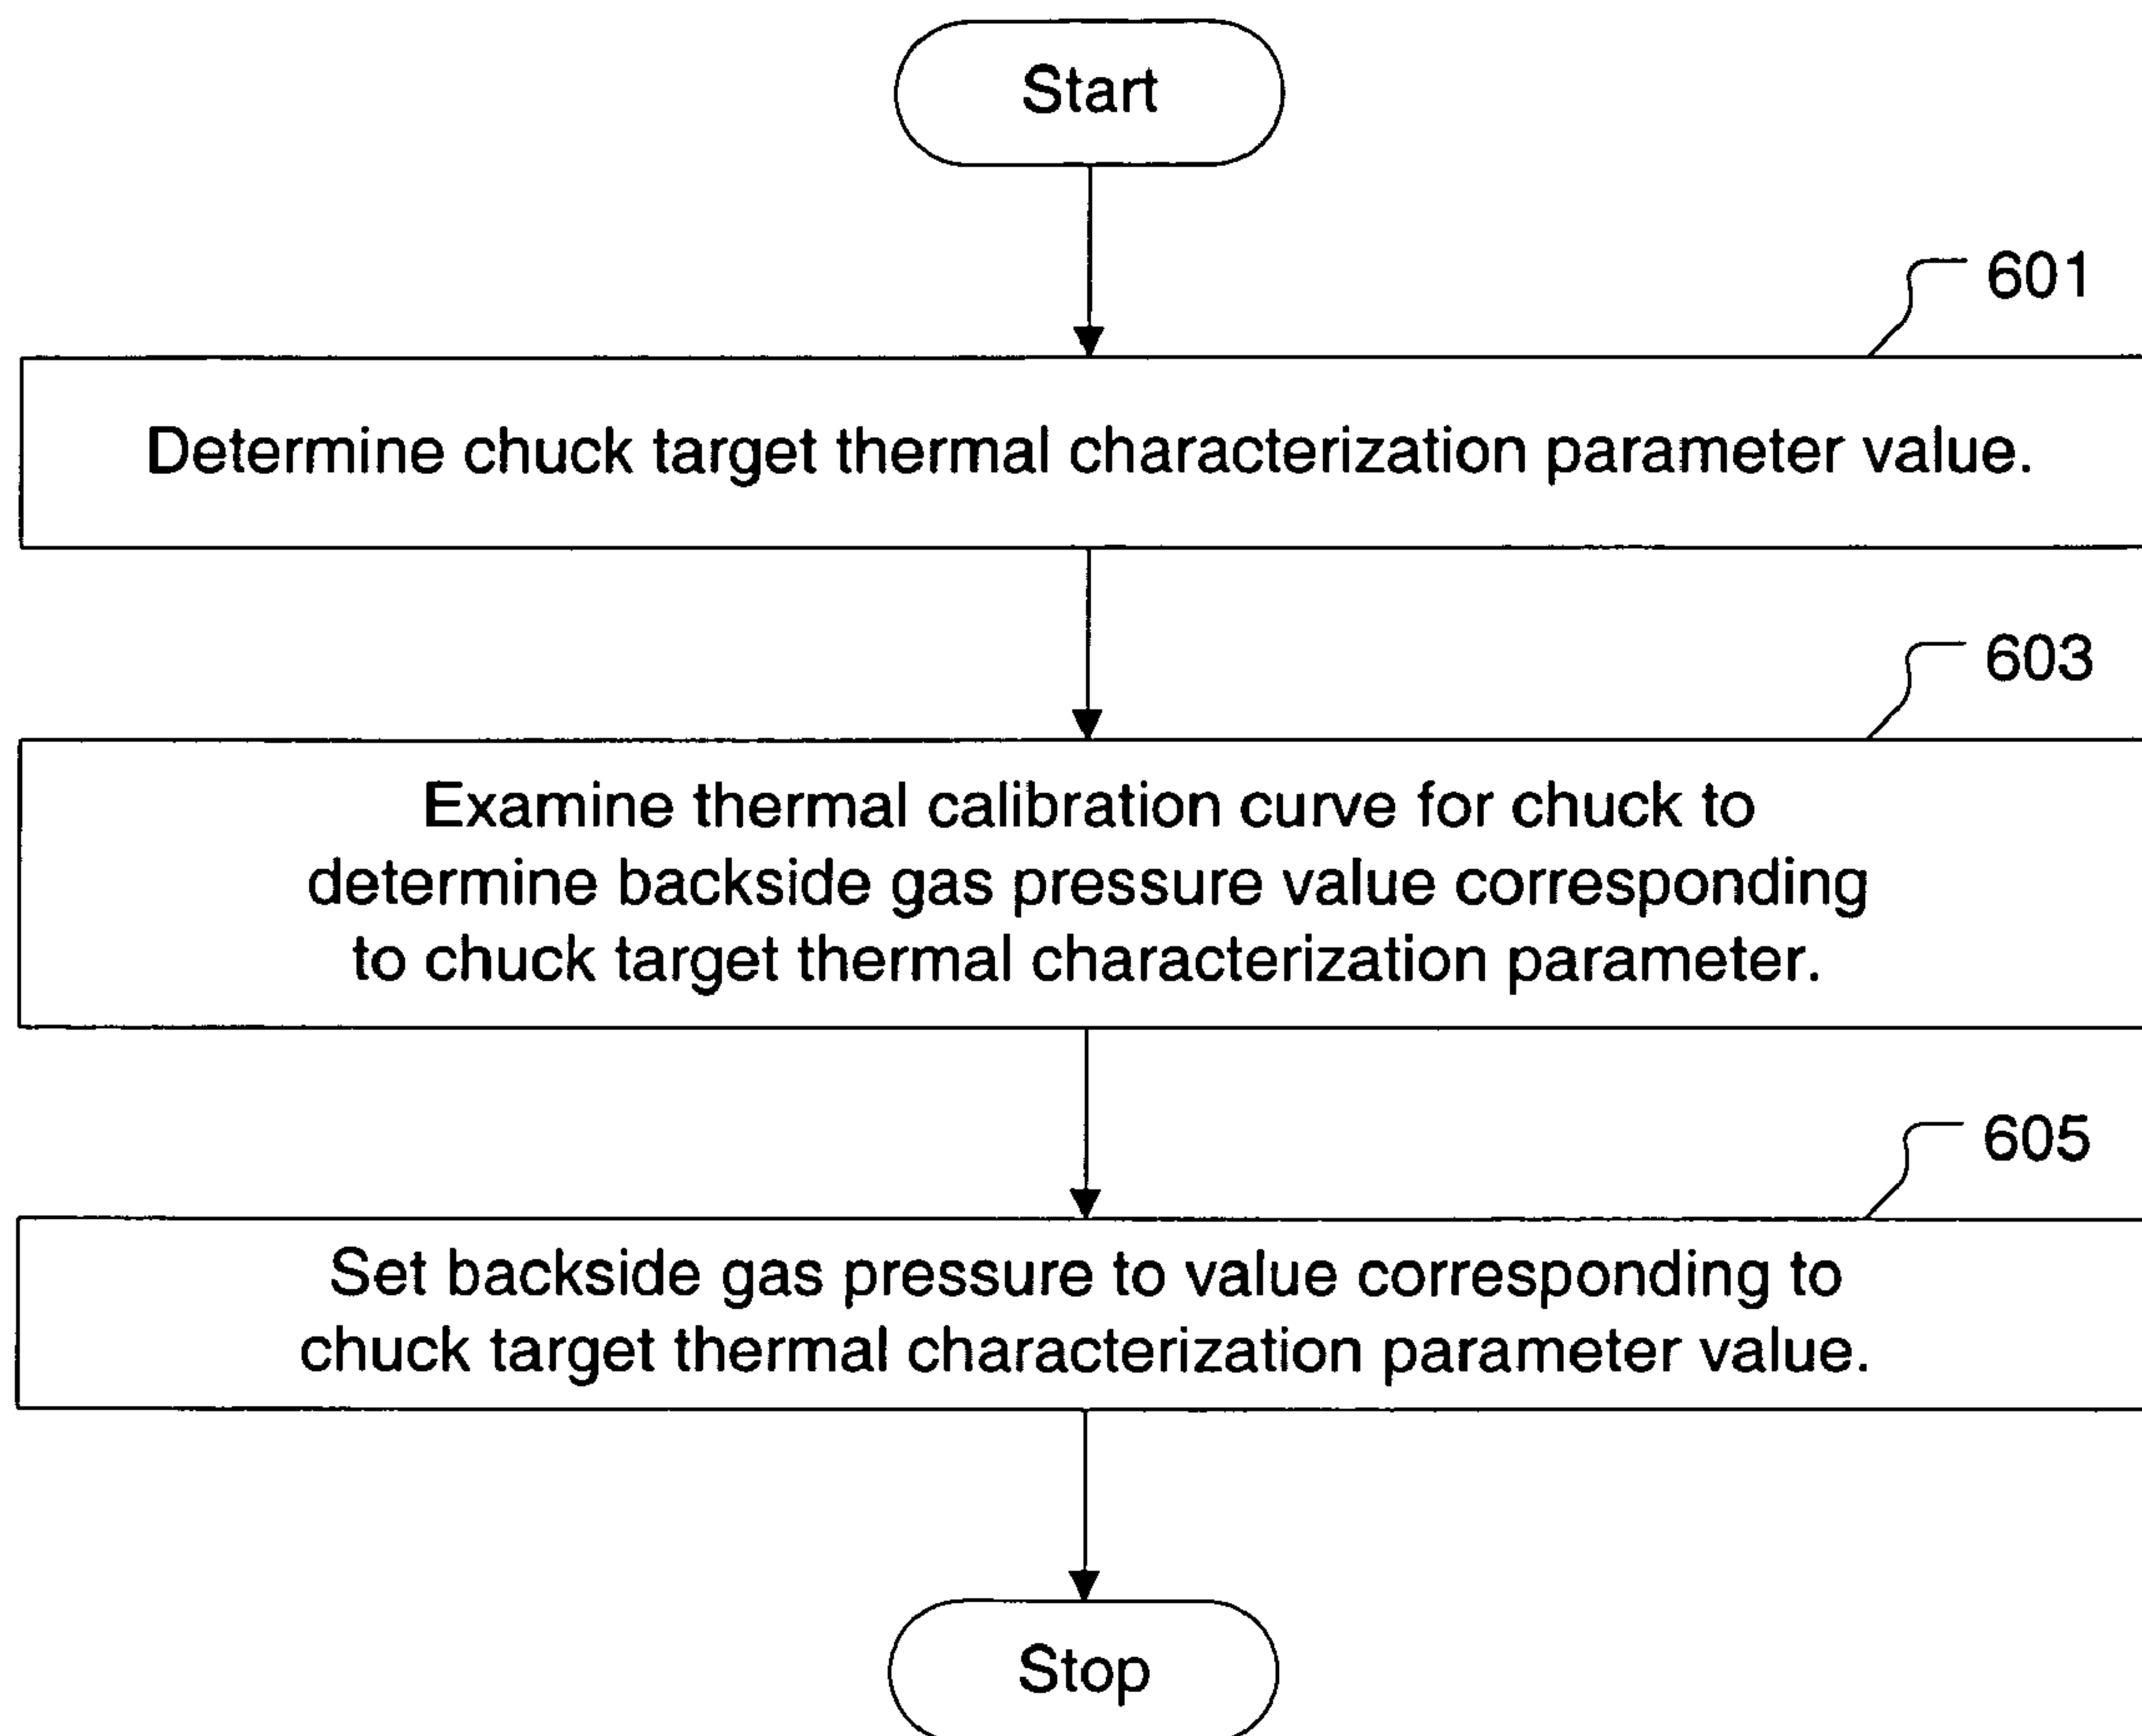 Start
601
Determine chuck target thermal characterization parameter value.
603
Examine thermal calibration curve for chuck to
determine backside gas pressure value corresponding
to chuck target thermal characterization parameter.
605
Set backside gas pressure to value corresponding to
chuck target thermal characterization parameter value.
Stop